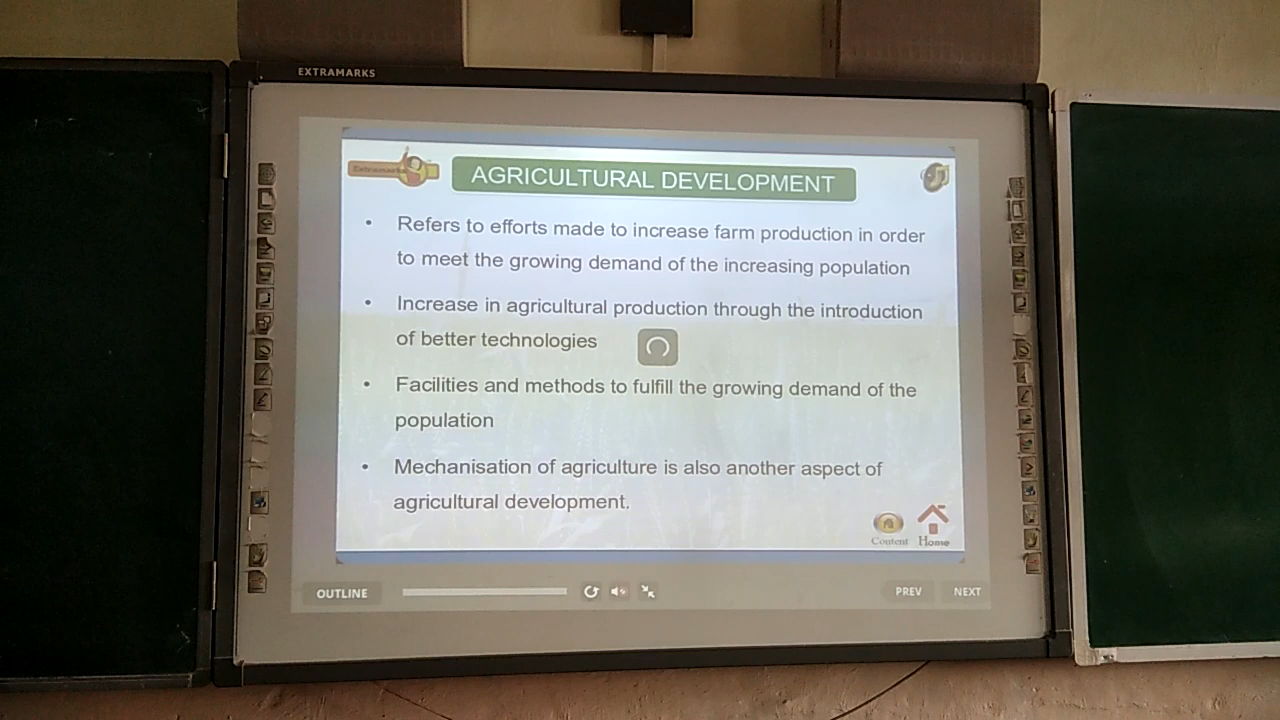 EXTRAMARKS
Extramarks
AGRICULTURAL DEVELOPMENT
• Refers to efforts made to increase farm production in order
to meet the growing demand of the increasing population
• Increase in agricultural production through the introduction
of better technologies
• Facilities and methods to fulfill the growing demand of the
population
• Mechanisation of agriculture is also another aspect of
agricultural development.
Content Home
OUTLINE
PREV NEXT